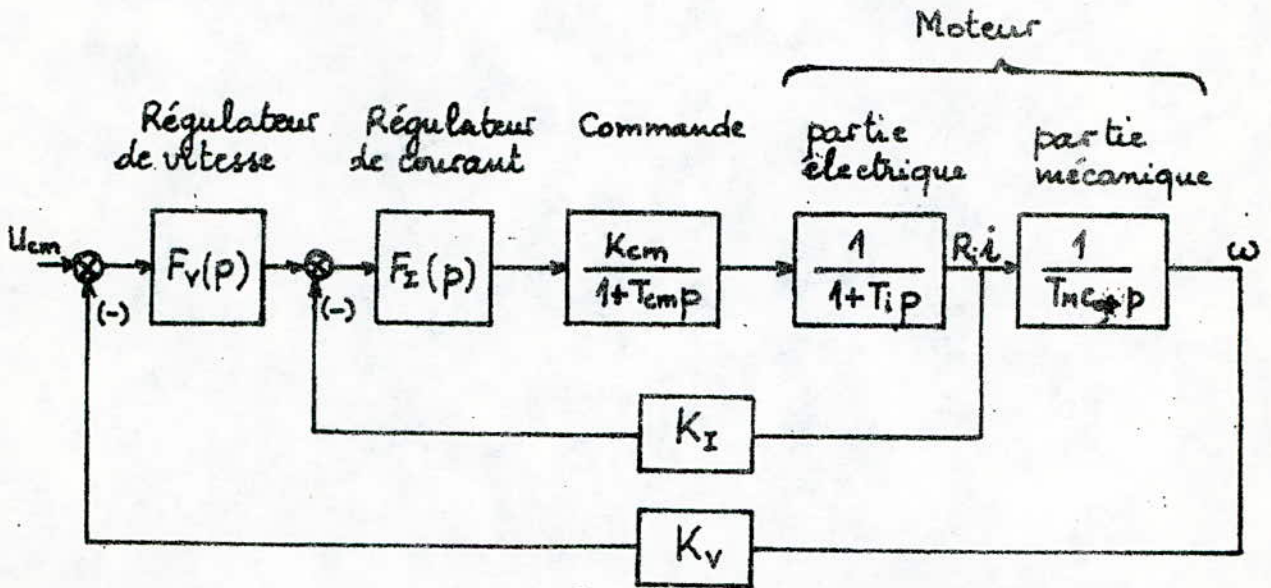 Moteur
Régulateur
de vitesse
Régulateur
de courant
Commande
partie
électrique
partie
mécanique
Ucm
(-)
Fv(p)
(-)
FI(p)
Kcm
1+Tcmp
1
1+Tip
R.i
1
ω
KI
Kv